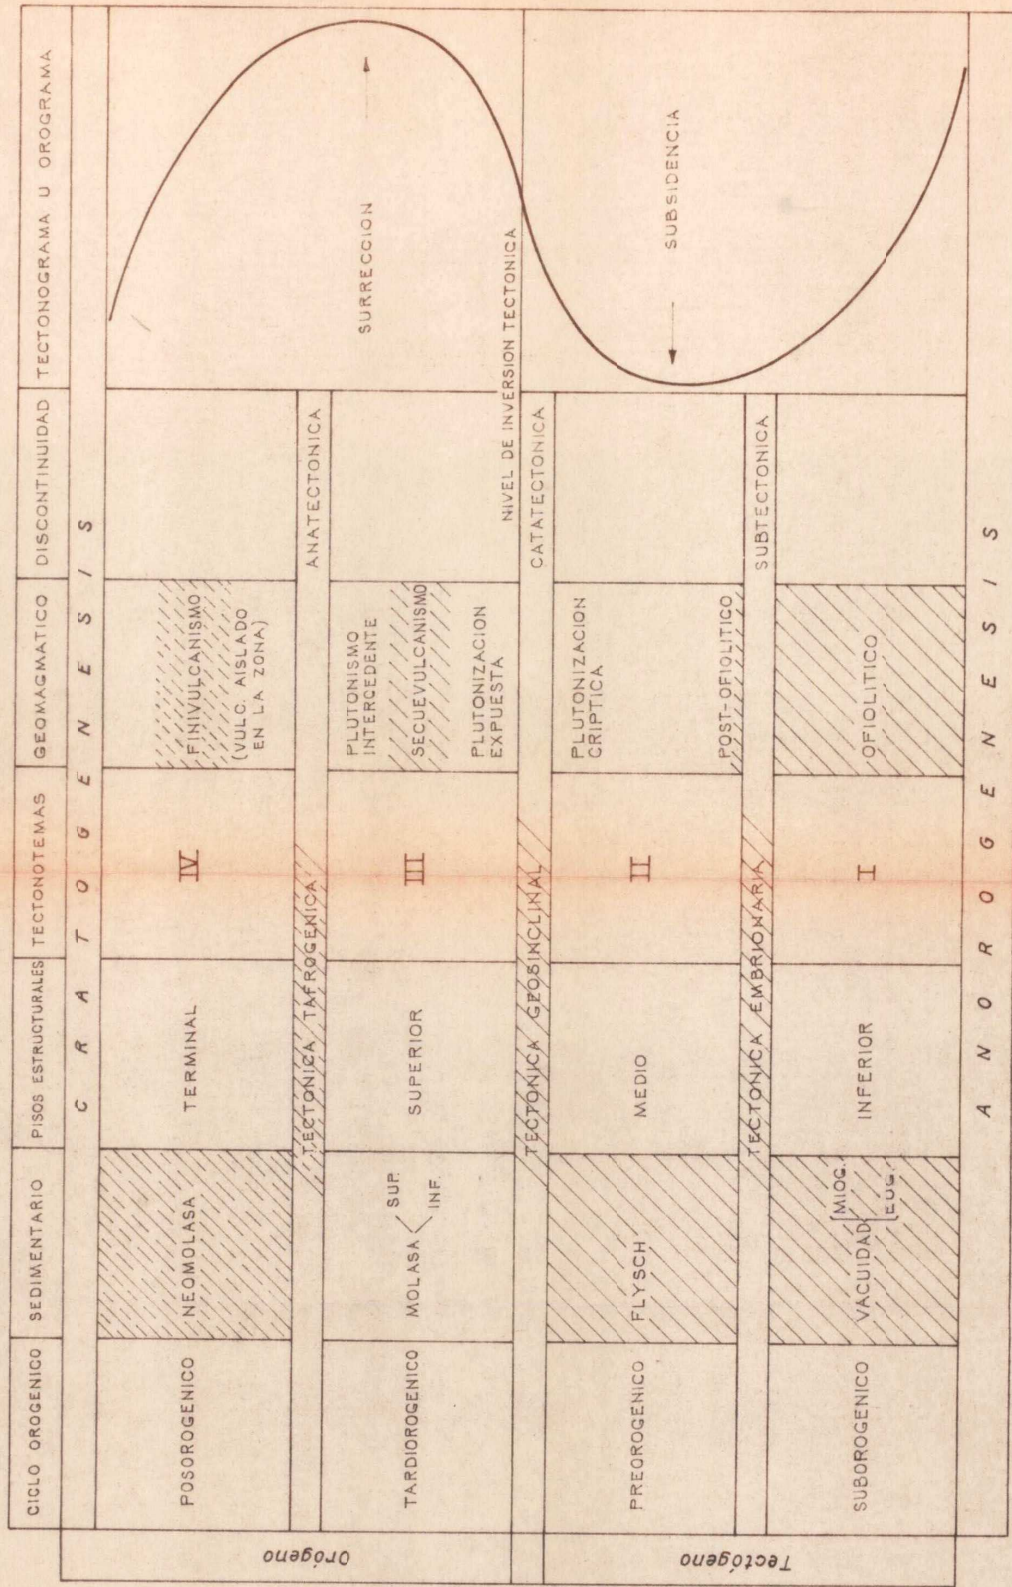 CICLO OROGENICO
SEDIMENTARIO
PISOS ESTRUCTURALES
TECTONOTEMAS
GEOMAGMATICO
DISCONTINUIDAD
TECTONOGRAMA U OROGRAMA
C R A T O G E N E S I S
Orógeno
POSOROGENICO
NEOMOLASA
TERMINAL
IV
FINIVULCANISMO
(VULC. AISLADO
EN LA ZONA)
TECTONICA TAFROGENICA
ANATECTONICA
TARDIOROGENICO
MOLASA
SUP.
INF.
SUPERIOR
III
PLUTONISMO
INTERCEDENTE
SECUEVULCANISMO
PLUTONIZACION
EXPUESTA
SURRECCION
NIVEL DE INVERSION TECTONICA
TECTONICA GEOSINCLINAL
CATATECTONICA
Tectógeno
PREOROGENICO
FLYSCH
MEDIO
II
PLUTONIZACION
CRIPTICA
POST-OFIOLITICO
SUBSIDENCIA
TECTONICA EMBRIONARIA
SUBTECTONICA
SUBOROGENICO
VACUIDAD
MIOG.
EUG.
INFERIOR
I
OFIOLITICO
A N O R O G E N E S I S